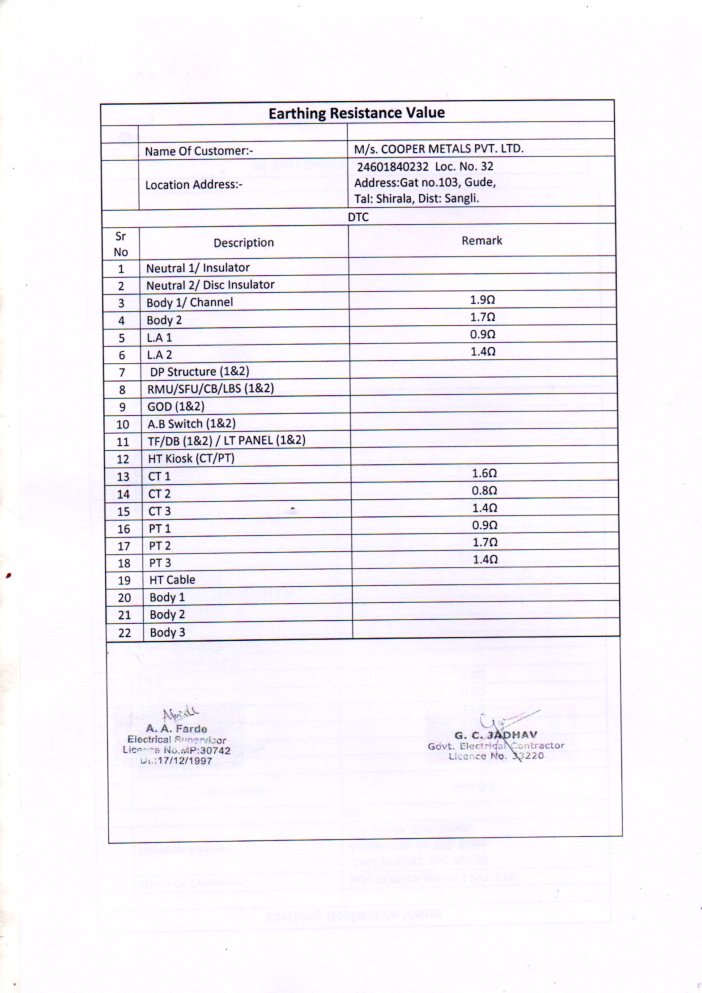 Earthing Resistance Value
Name Of Customer:- M/s. COOPER METALS PVT. LTD.
Location Address:- 24601840232 Loc. No. 32
Address:Gat no.103, Gude,
Tal: Shirala, Dist: Sangli.
DTC
Sr No Description Remark
1 Neutral 1/ Insulator
2 Neutral 2/ Disc Insulator
3 Body 1/ Channel 1.9Ω
4 Body 2 1.7Ω
5 L.A 1 0.9Ω
6 L.A 2 1.4Ω
7 DP Structure (1&2)
8 RMU/SFU/CB/LBS (1&2)
9 GOD (1&2)
10 A.B Switch (1&2)
11 TF/DB (1&2) / LT PANEL (1&2)
12 HT Kiosk (CT/PT)
13 CT 1 1.6Ω
14 CT 2 0.8Ω
15 CT 3 1.4Ω
16 PT 1 0.9Ω
17 PT 2 1.7Ω
18 PT 3 1.4Ω
19 HT Cable
20 Body 1
21 Body 2
22 Body 3
A. A. Farde
Electrical Supervisor
Licence No.MP:30742
Dt.:17/12/1997
G. C. JADHAV
Govt. Electrical Contractor
Licence No. 33220